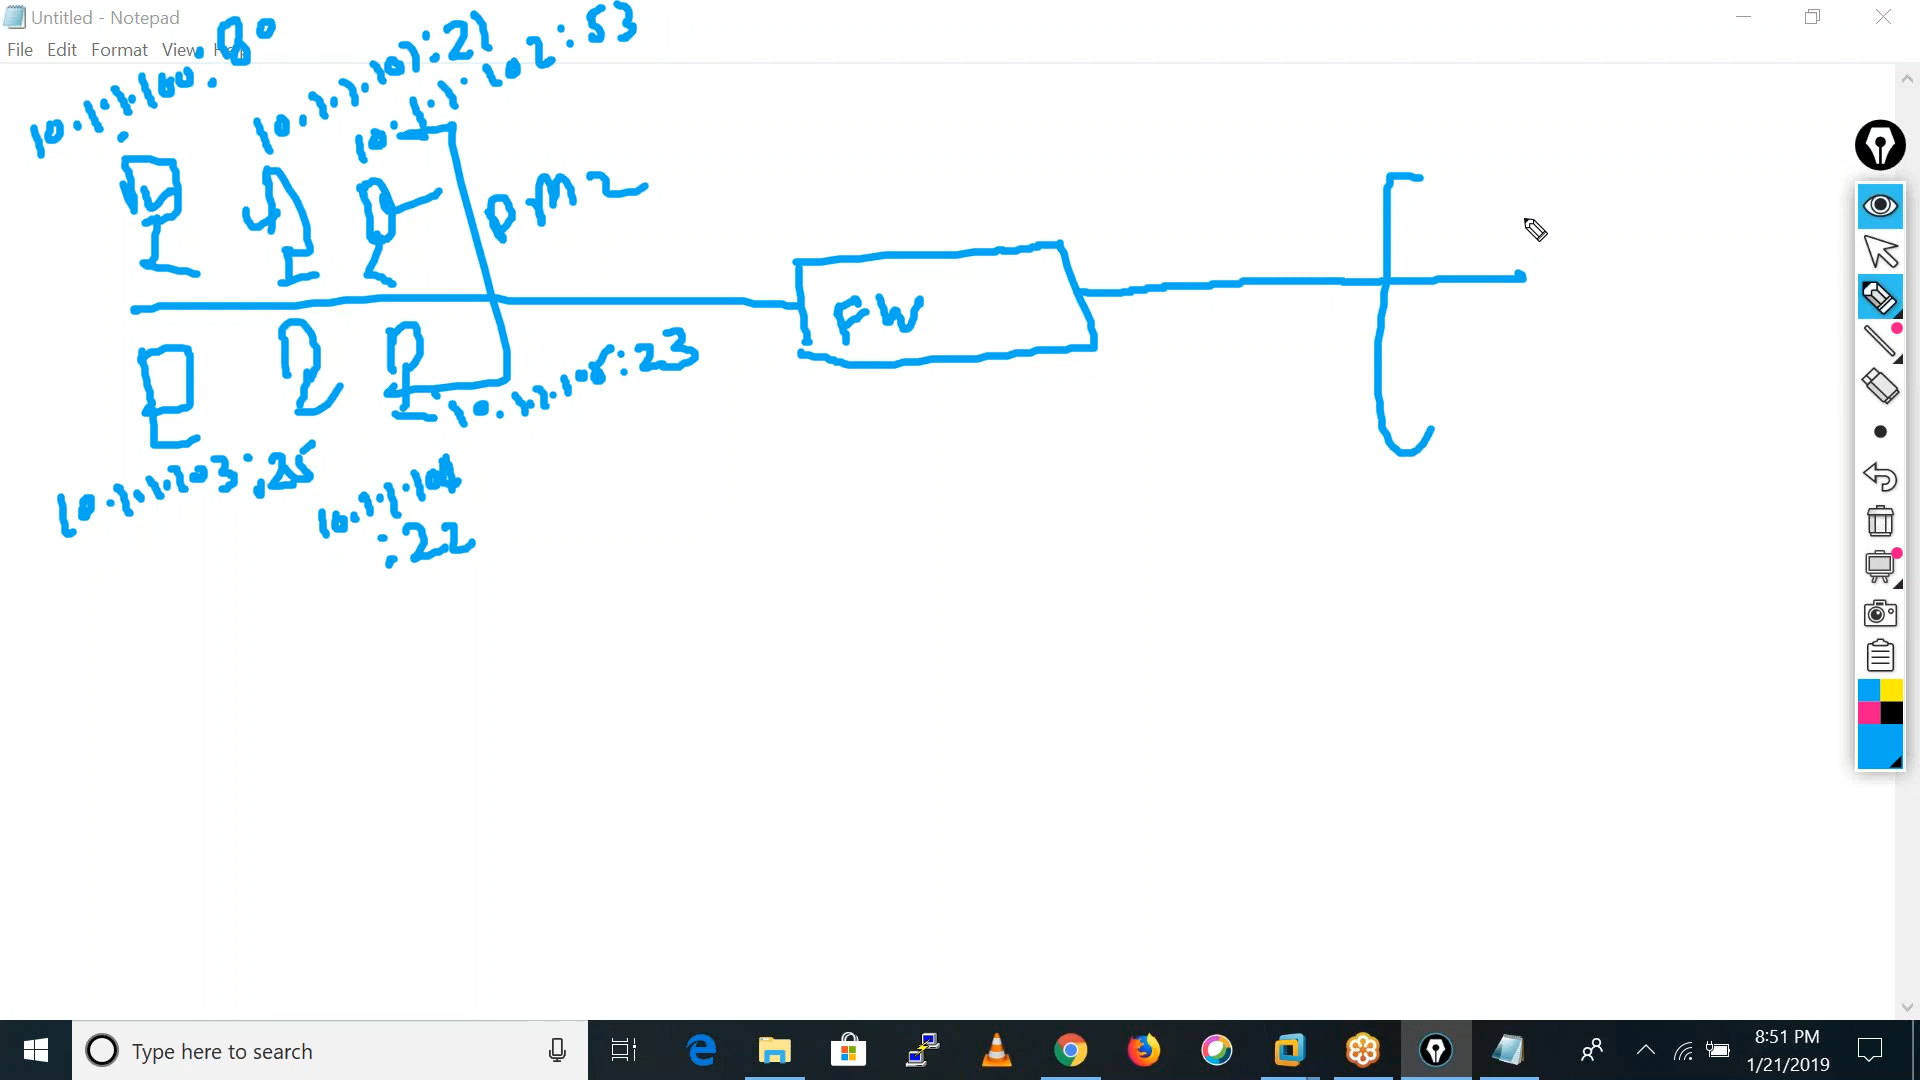 Untitled - Notepad
File Edit Format View Help
10.1.1.100:80
10.1.1.101:21
10.1.1.102:53
DMZ
FW
10.1.1.105:23
10.1.1.103:25
10.1.1.104
:22
Type here to search
8:51 PM
1/21/2019